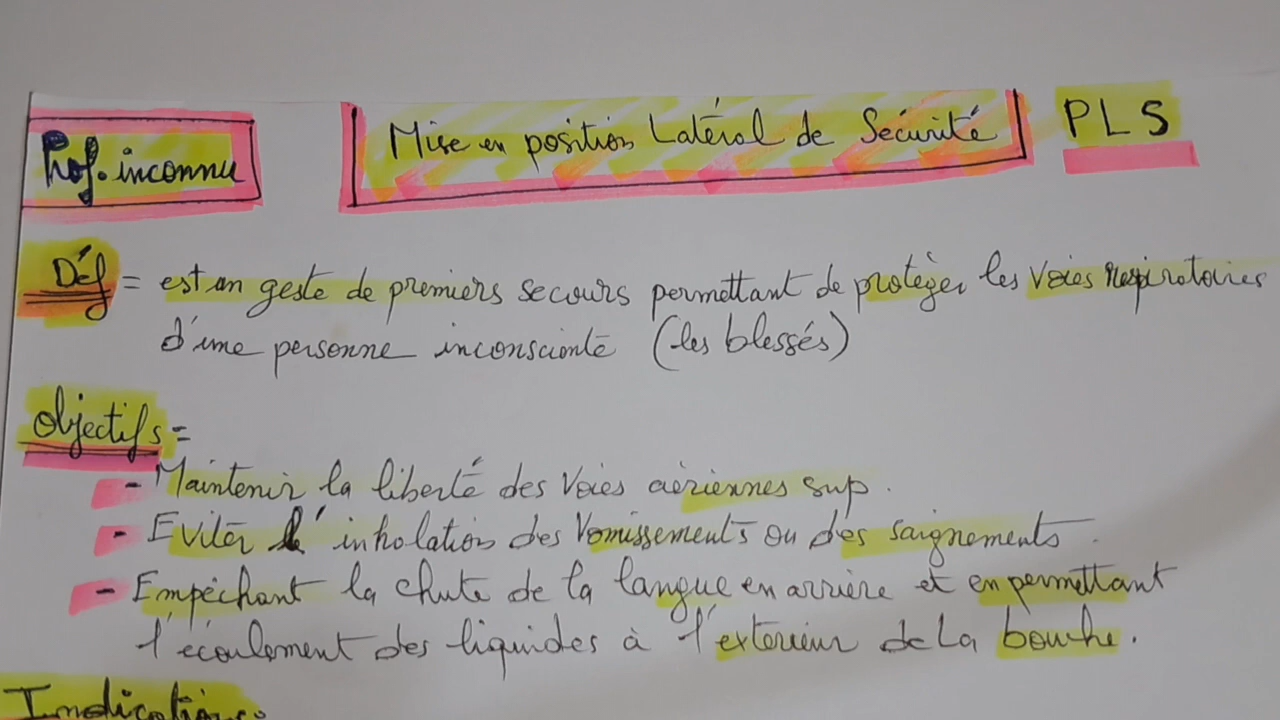 Prof. inconnu
Mise en position Latéral de Sécurité
PLS
Déf = est un geste de premiers secours permettant de protéger les Voies respiratoires
d'une personne inconsciente (les blessés)
Objectifs =
- Maintenir la liberté des Voies aériennes sup.
- Eviter l'inhalation des Vomissements ou des saignements.
- Empéchant la chute de la langue en arrière et en permettant
l'écoulement des liquides à l'exterieur de La bouche.
Indications: